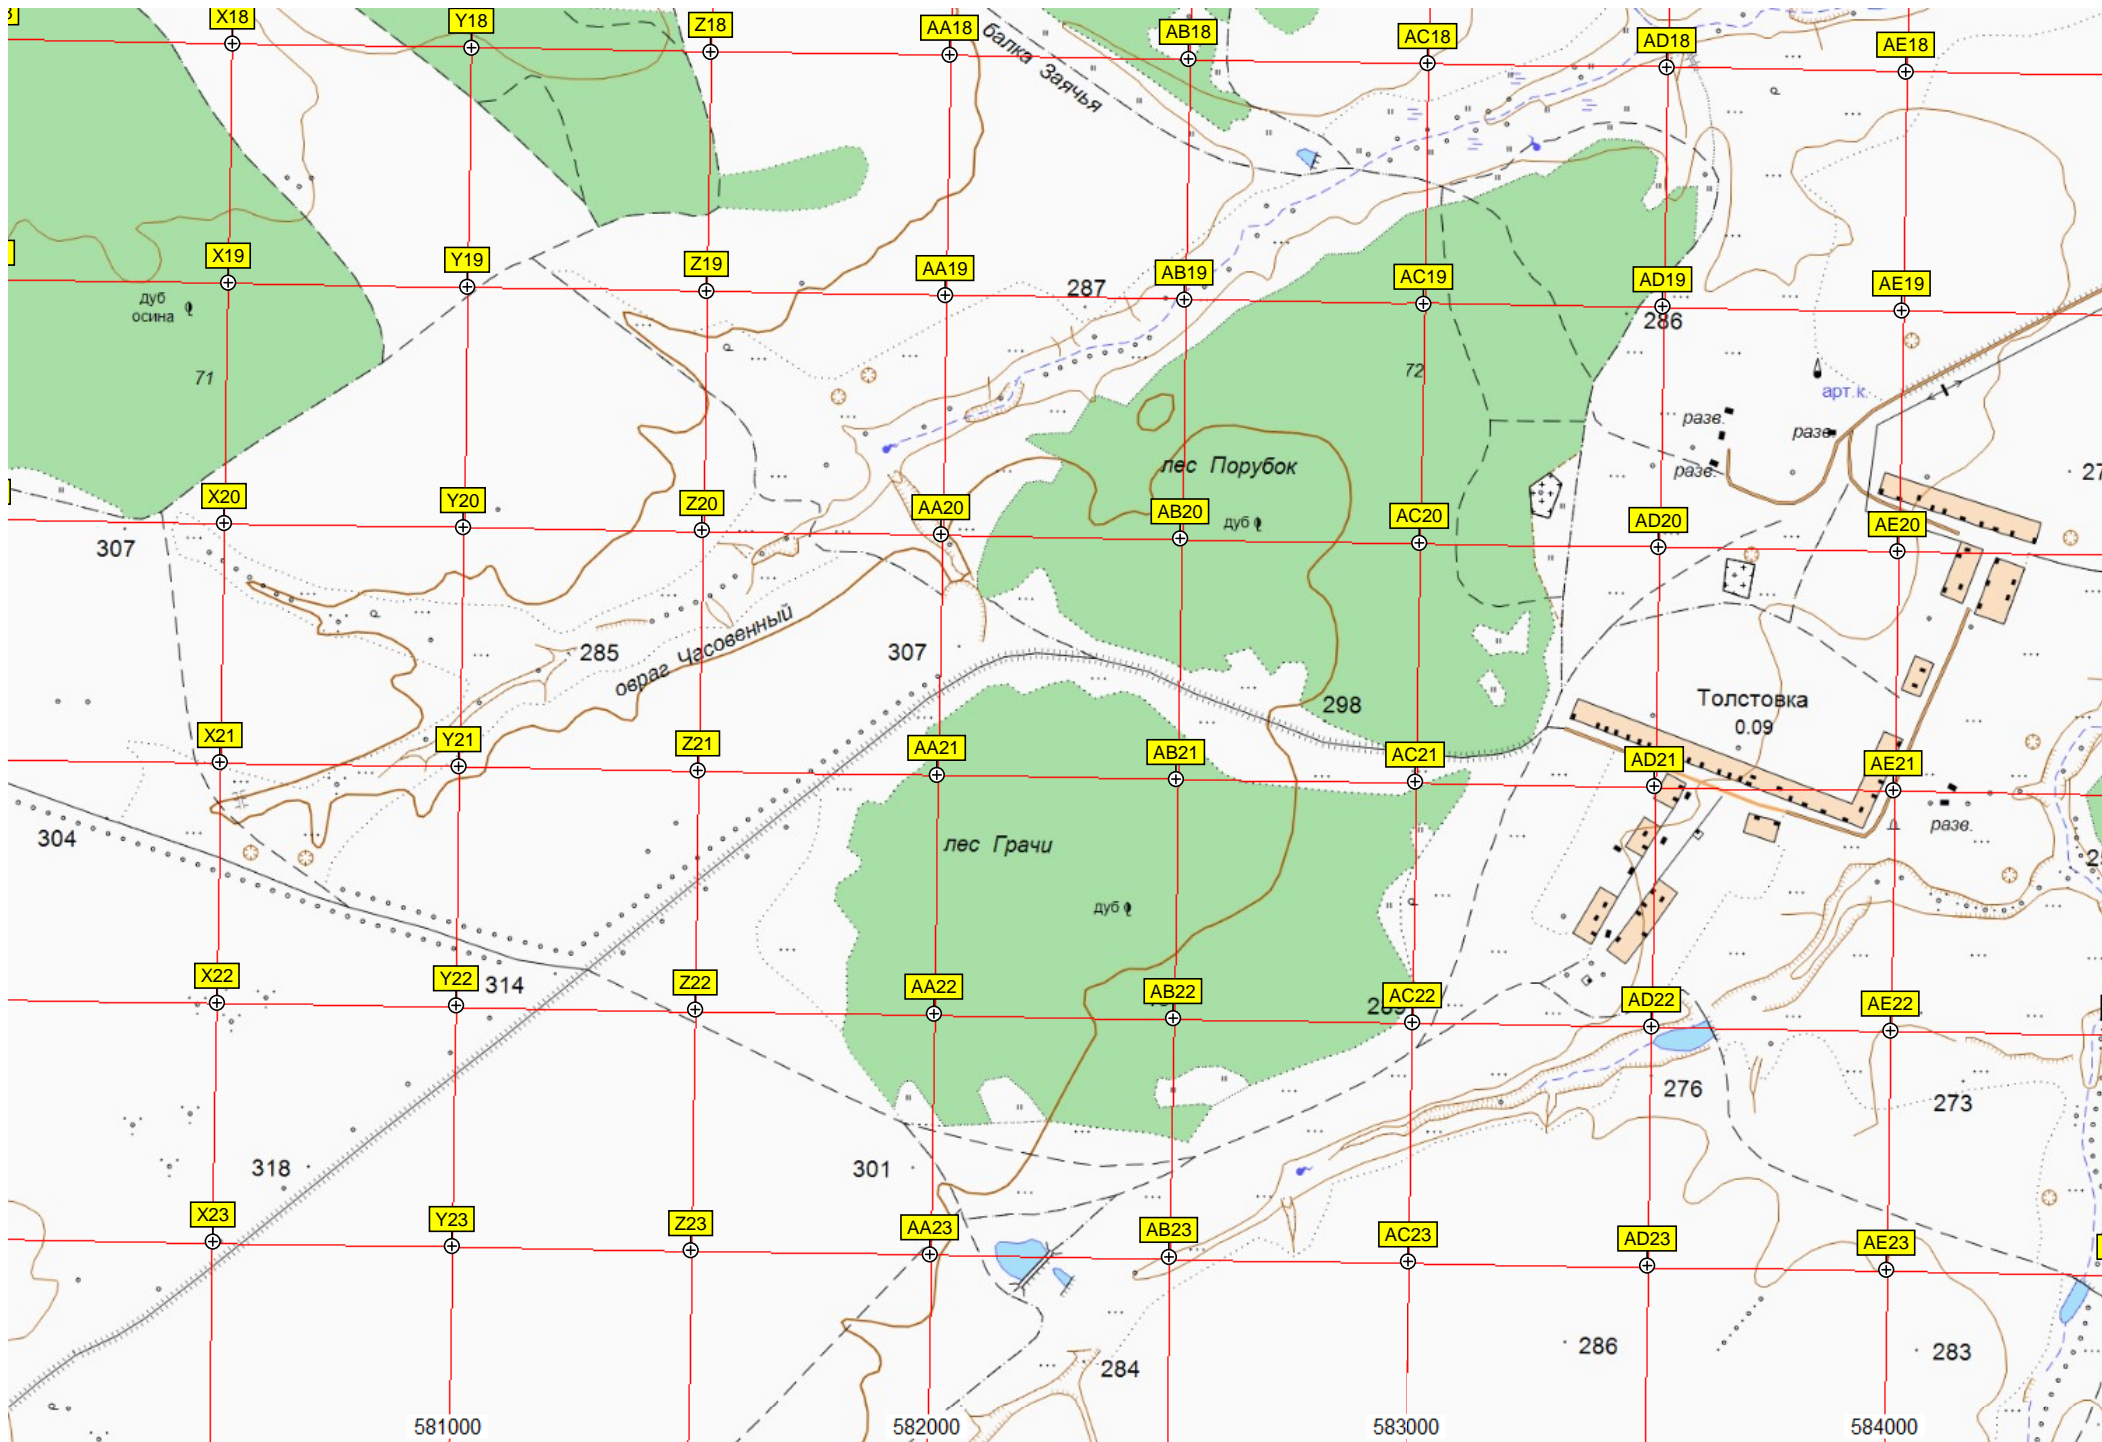 X18
Y18
Z18
AA18
AB18
AC18
AD18
AE18
балка Заячья
X19
Y19
Z19
AA19
AB19
AC19
AD19
AE19
287
286
дуб
осина
71
72
арт.к.
разв.
разв.
разв.
лес Порубок
дуб
X20
Y20
Z20
AA20
AB20
AC20
AD20
AE20
307
285
овраг Часовенный
307
298
Толстовка
0.09
X21
Y21
Z21
AA21
AB21
AC21
AD21
AE21
304
лес Грачи
разв.
дуб
X22
Y22
Z22
AA22
AB22
AC22
AD22
AE22
314
276
273
318
301
X23
Y23
Z23
AA23
AB23
AC23
AD23
AE23
284
286
283
581000
582000
583000
584000